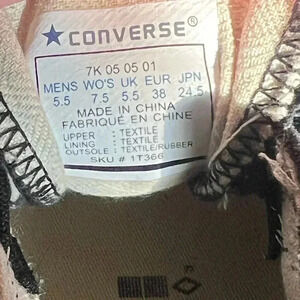 ★ CONVERSE®
7K 05 05 01
MENS WO'S UK EUR JPN
5.5 7.5 5.5 38 24.5
MADE IN CHINA
FABRIQUÉ EN CHINE
UPPER : TEXTILE
LINING : TEXTILE
OUTSOLE : TEXTILE/RUBBER
SKU # 1T366